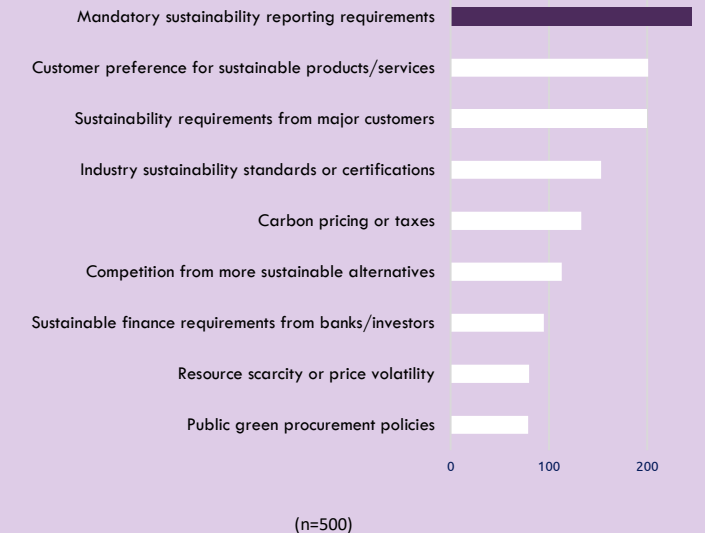 Mandatory sustainability reporting requirements
Customer preference for sustainable products/services
Sustainability requirements from major customers
Industry sustainability standards or certifications
Carbon pricing or taxes
Competition from more sustainable alternatives
Sustainable finance requirements from banks/investors
Resource scarcity or price volatility
Public green procurement policies
0 100 200
(n=500)